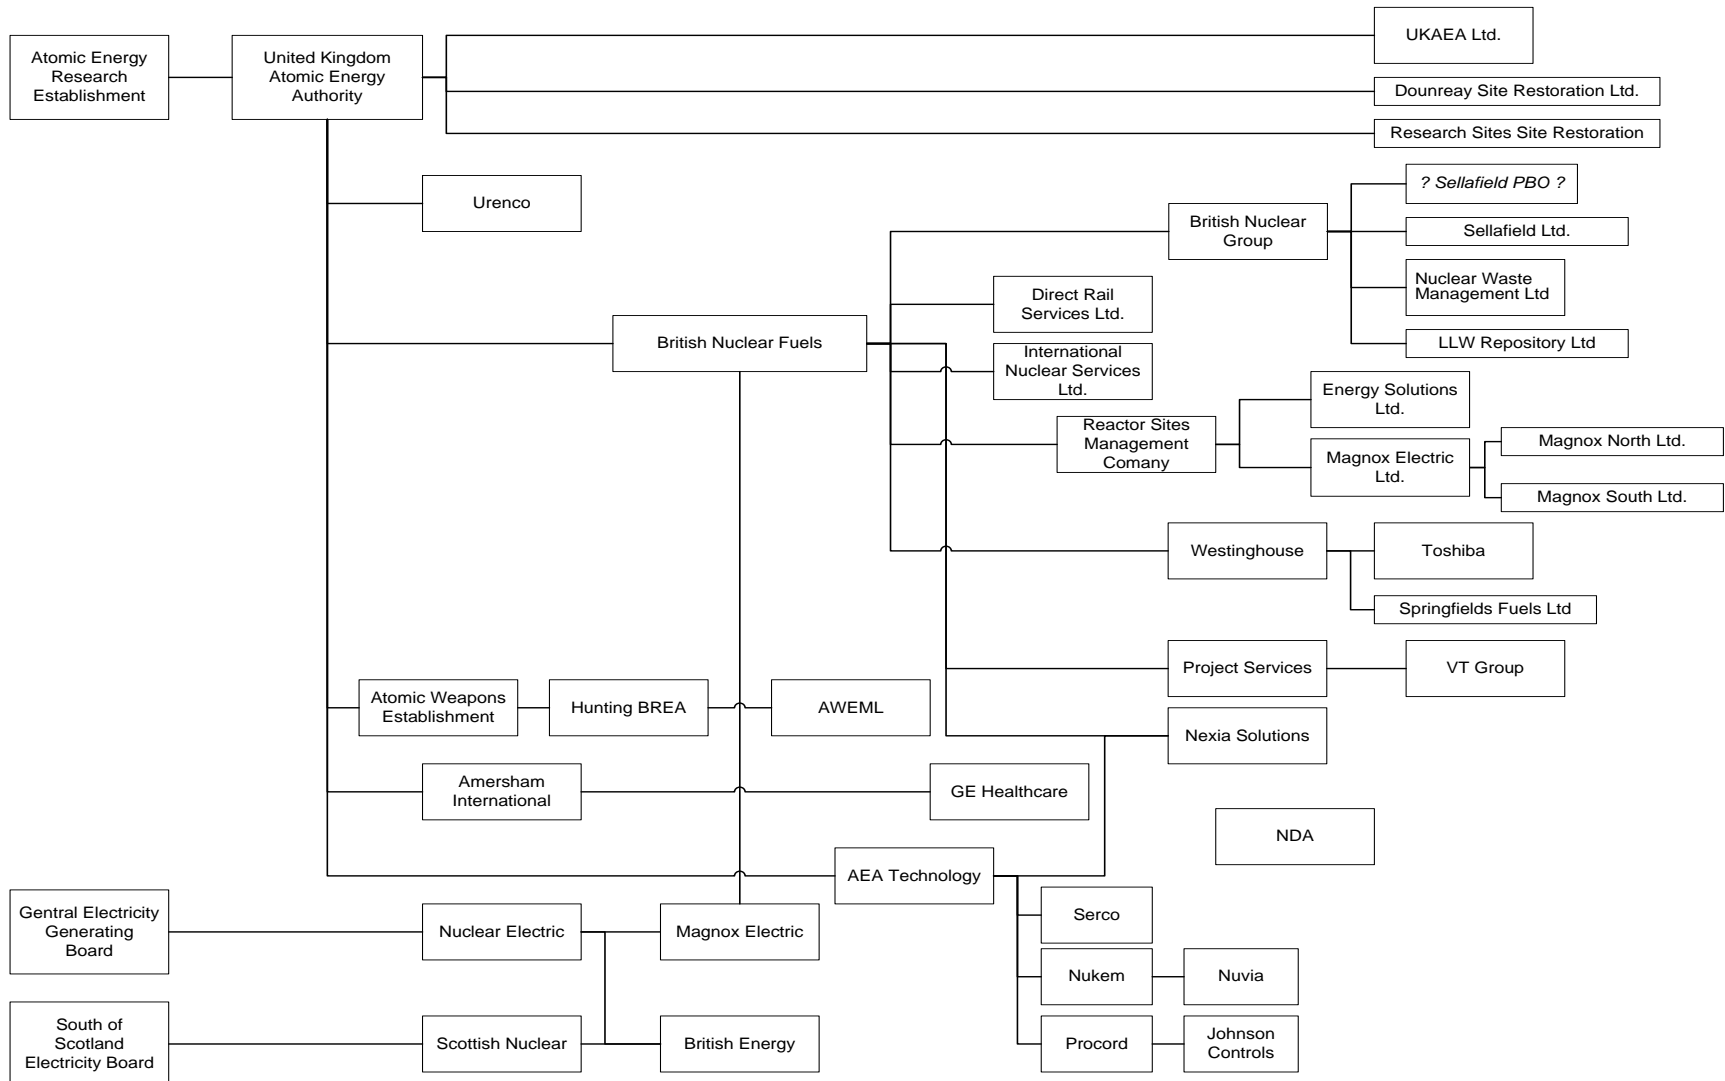 UKAEA Ltd.
Atomic Energy
Research
Establishment
United Kingdom
Atomic Energy
Authority
Dounreay Site Restoration Ltd.
Research Sites Site Restoration
? Sellafield PBO ?
Urenco
British Nuclear
Group
Sellafield Ltd.
Nuclear Waste
Management Ltd
Direct Rail
Services Ltd.
British Nuclear Fuels
LLW Repository Ltd
International
Nuclear Services
Ltd.
Energy Solutions
Ltd.
Reactor Sites
Management
Comany
Magnox North Ltd.
Magnox Electric
Ltd.
Magnox South Ltd.
Westinghouse
Toshiba
Springfields Fuels Ltd
Project Services
VT Group
Atomic Weapons
Establishment
Hunting BREA
AWEML
Nexia Solutions
Amersham
International
GE Healthcare
NDA
AEA Technology
Gentral Electricity
Generating
Board
Nuclear Electric
Magnox Electric
Serco
Nukem
Nuvia
South of
Scotland
Electricity Board
Scottish Nuclear
British Energy
Procord
Johnson
Controls